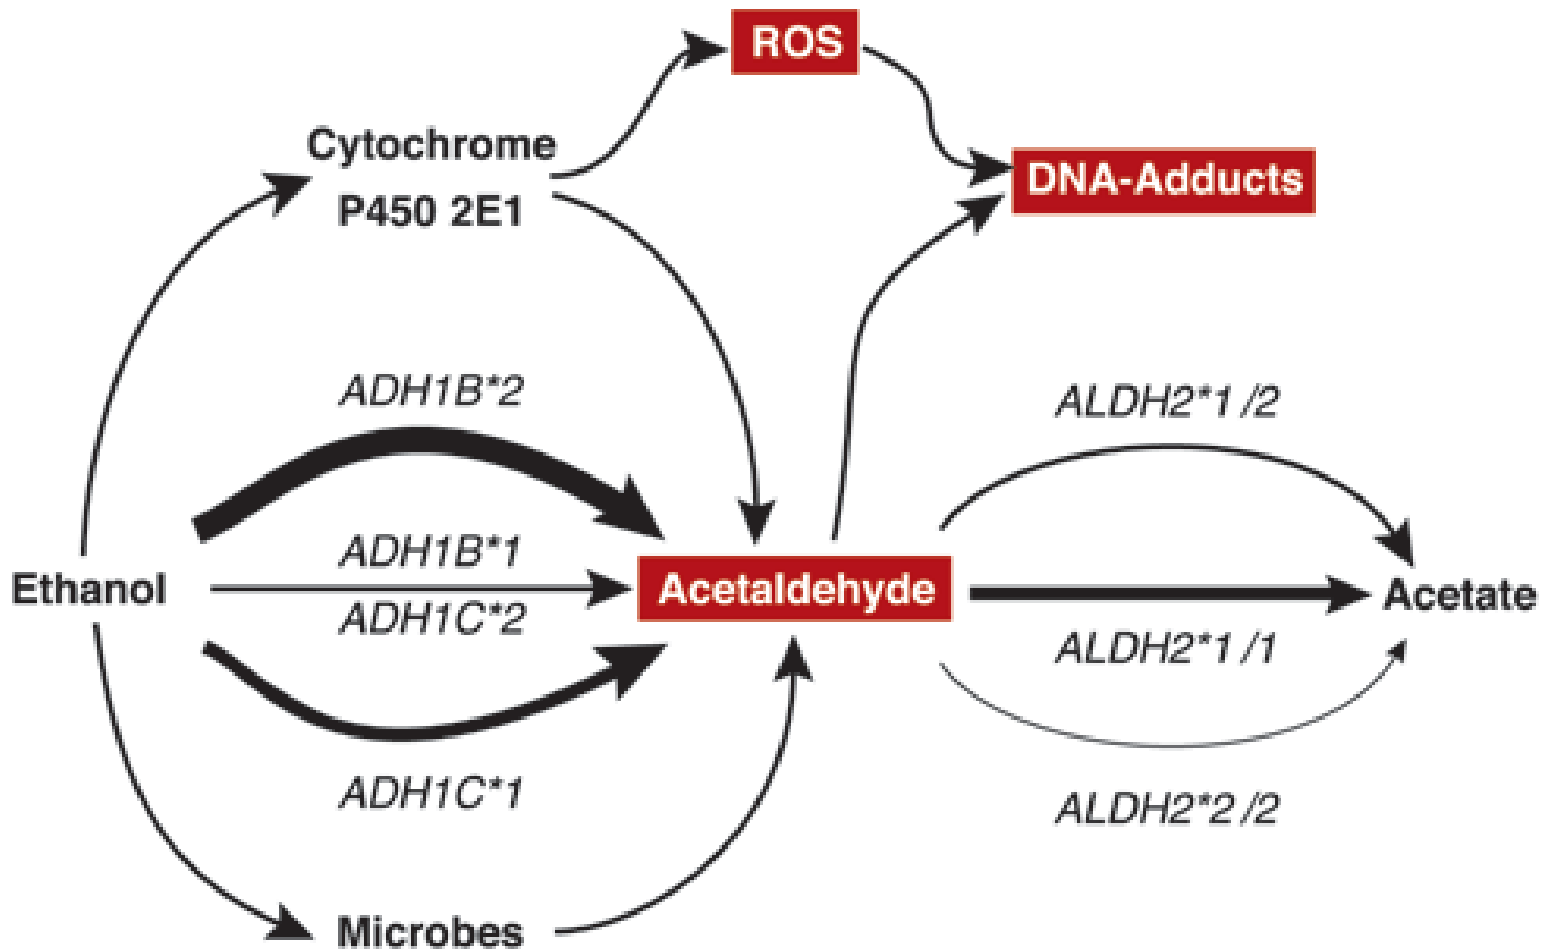 ROS
Cytochrome
P450 2E1
DNA-Adducts
ADH1B*2
ALDH2*1/2
ADH1B*1
Ethanol
Acetaldehyde
Acetate
ADH1C*2
ALDH2*1/1
ADH1C*1
ALDH2*2/2
Microbes